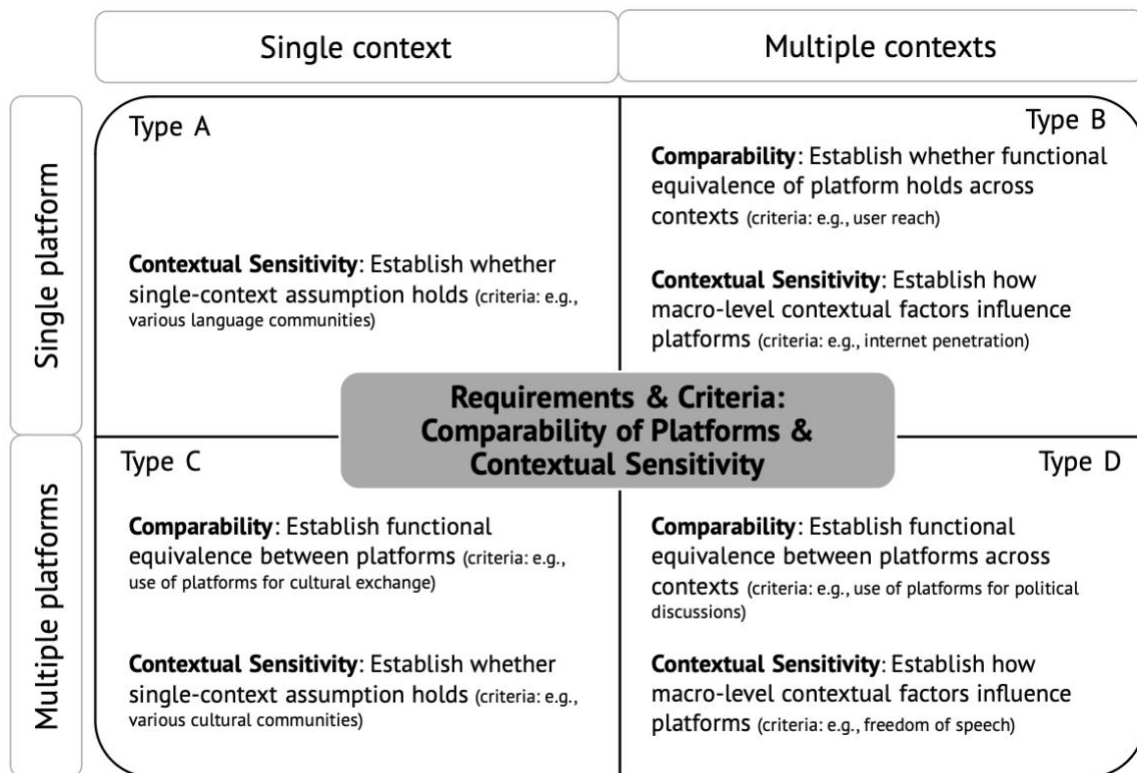 Single context
Multiple contexts
Single platform
Type A
Contextual Sensitivity: Establish whether
single-context assumption holds (criteria: e.g.,
various language communities)
Type B
Comparability: Establish whether functional
equivalence of platform holds across
contexts (criteria: e.g., user reach)
Contextual Sensitivity: Establish how
macro-level contextual factors influence
platforms (criteria: e.g., internet penetration)
Requirements & Criteria:
Comparability of Platforms &
Contextual Sensitivity
Multiple platforms
Type C
Comparability: Establish functional
equivalence between platforms (criteria: e.g.,
use of platforms for cultural exchange)
Contextual Sensitivity: Establish whether
single-context assumption holds (criteria: e.g.,
various cultural communities)
Type D
Comparability: Establish functional
equivalence between platforms across
contexts (criteria: e.g., use of platforms for political
discussions)
Contextual Sensitivity: Establish how
macro-level contextual factors influence
platforms (criteria: e.g., freedom of speech)